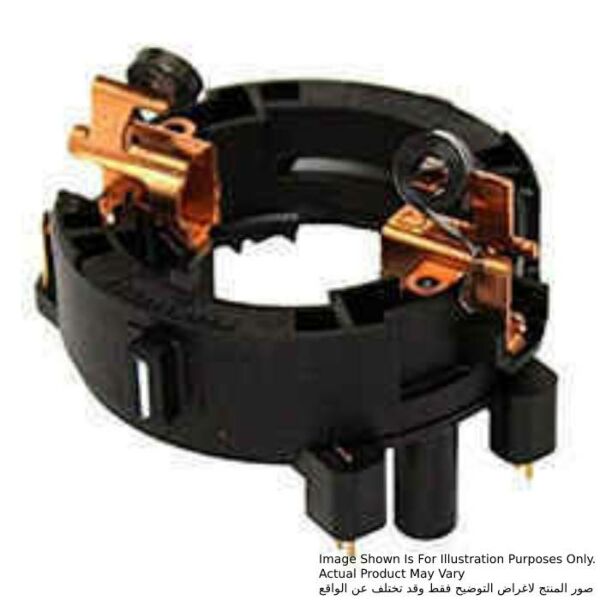 Image Shown Is For Illustration Purposes Only.
Actual Product May Vary
صور المنتج لاغراض التوضيح فقط وقد تختلف عن الواقع